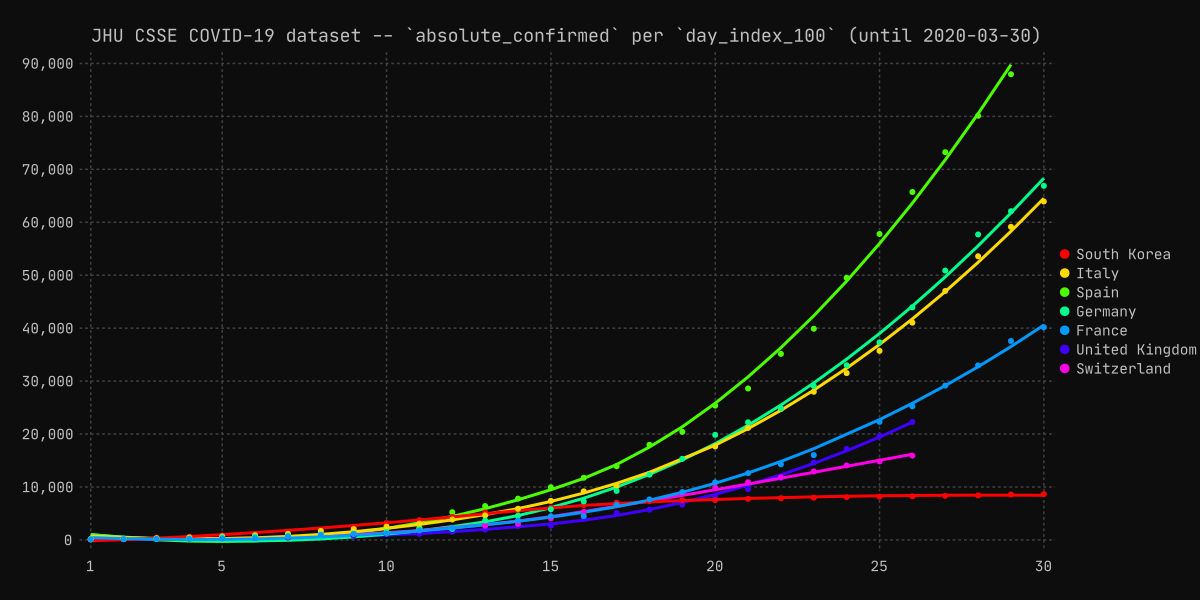 JHU CSSE COVID-19 dataset -- `absolute_confirmed` per `day_index_100` (until 2020-03-30)
90,000
80,000
70,000
60,000
50,000
40,000
30,000
20,000
10,000
0
1 5 10 15 20 25 30
South Korea
Italy
Spain
Germany
France
United Kingdom
Switzerland